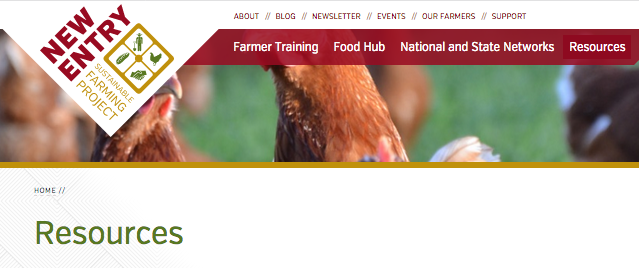 NEW
ENTRY
SUSTAINABLE
FARMING
PROJECT
ABOUT // BLOG // NEWSLETTER // EVENTS // OUR FARMERS // SUPPORT
Farmer Training Food Hub National and State Networks Resources
HOME //
Resources